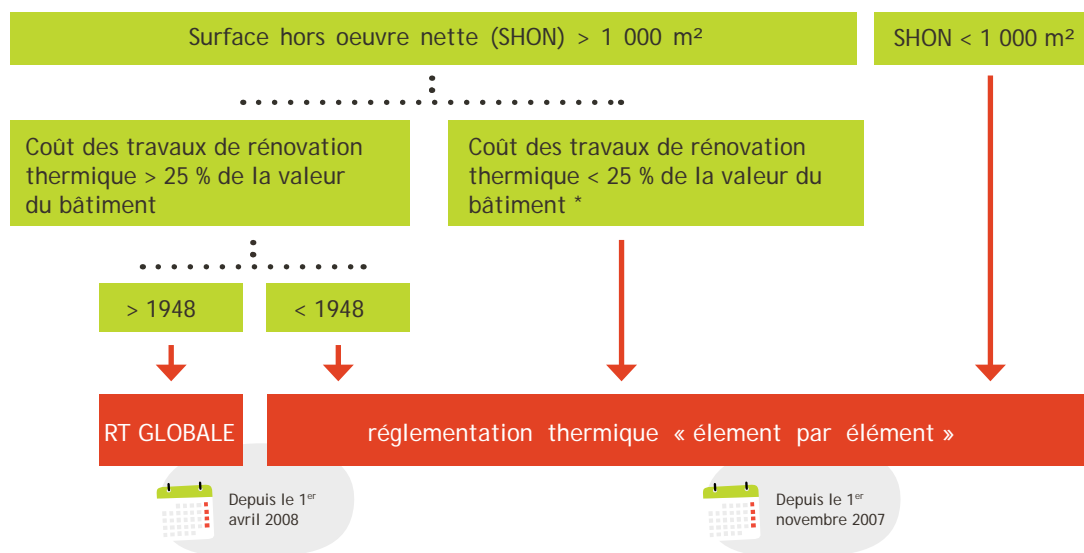 Surface hors oeuvre nette (SHON) > 1 000 m²
SHON < 1 000 m²
Coût des travaux de rénovation
thermique > 25 % de la valeur
du bâtiment
Coût des travaux de rénovation
thermique < 25 % de la valeur du
bâtiment *
> 1948
< 1948
RT GLOBALE
réglementation thermique « élement par élément »
Depuis le 1er
avril 2008
Depuis le 1er
novembre 2007